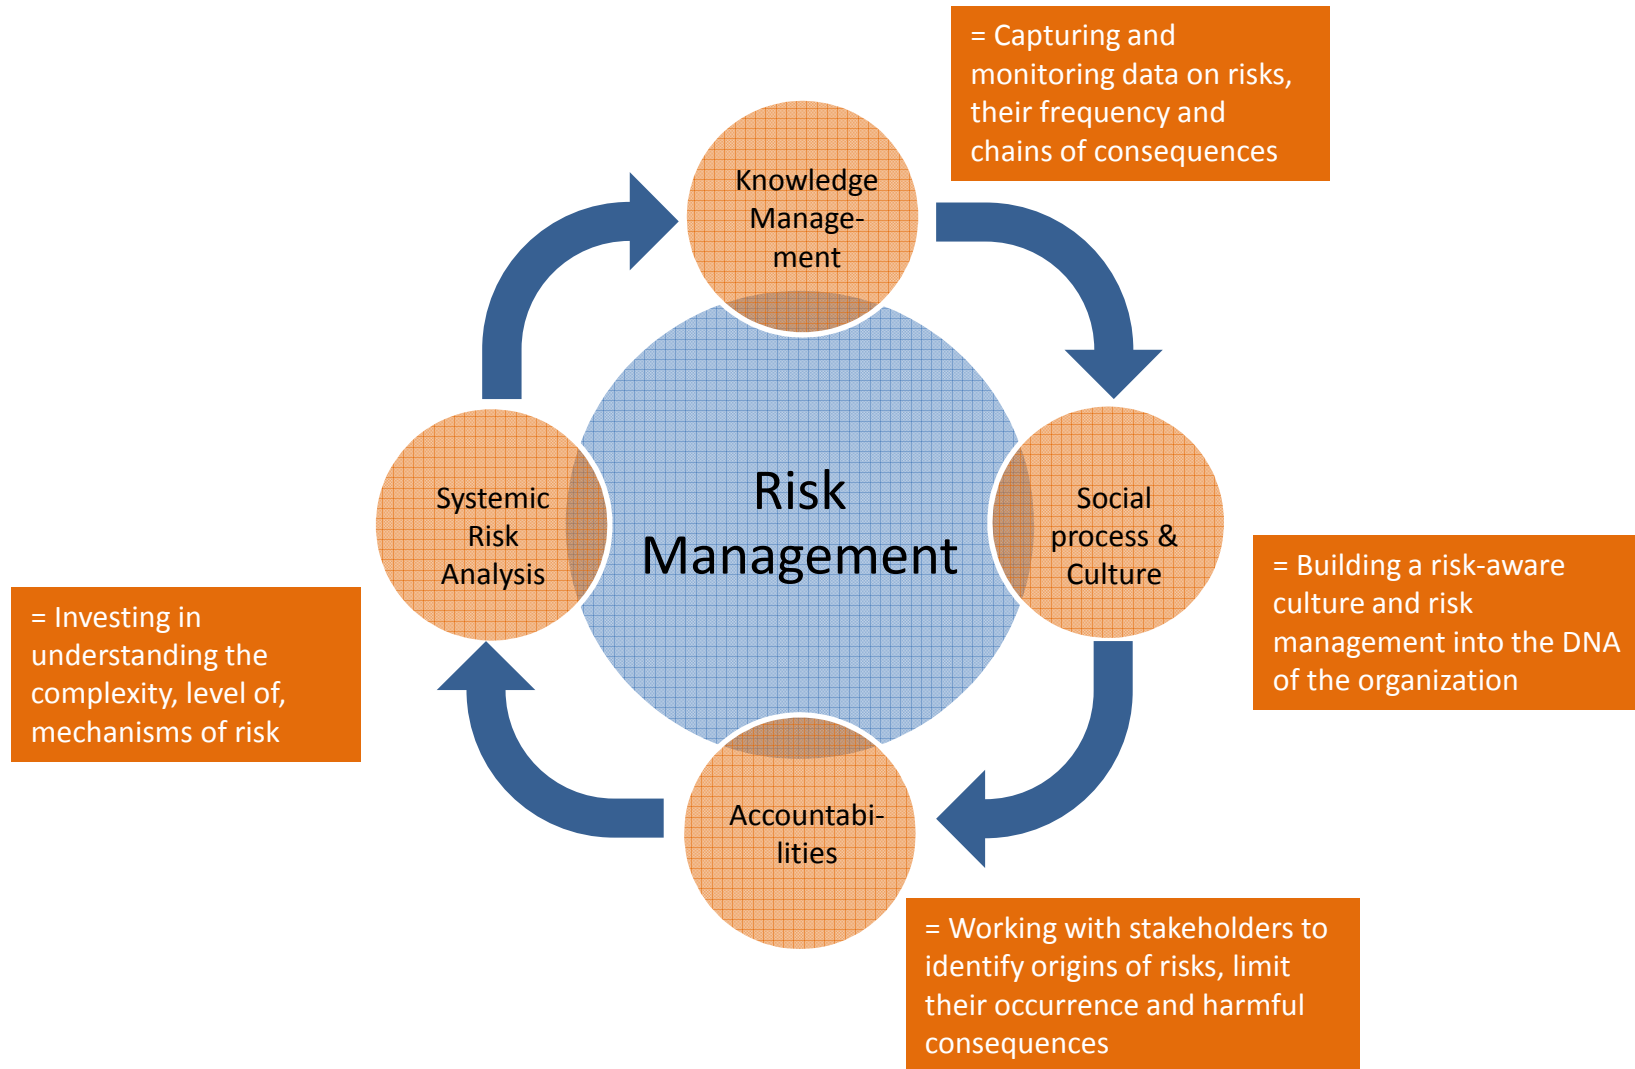 = Capturing and
monitoring data on risks,
their frequency and
chains of consequences
Knowledge
Manage-
ment
Risk
Management
Systemic
Risk
Analysis
Social
process &
Culture
= Building a risk-aware
culture and risk
management into the DNA
of the organization
= Investing in
understanding the
complexity, level of,
mechanisms of risk
Accountabi-
lities
= Working with stakeholders to
identify origins of risks, limit
their occurrence and harmful
consequences